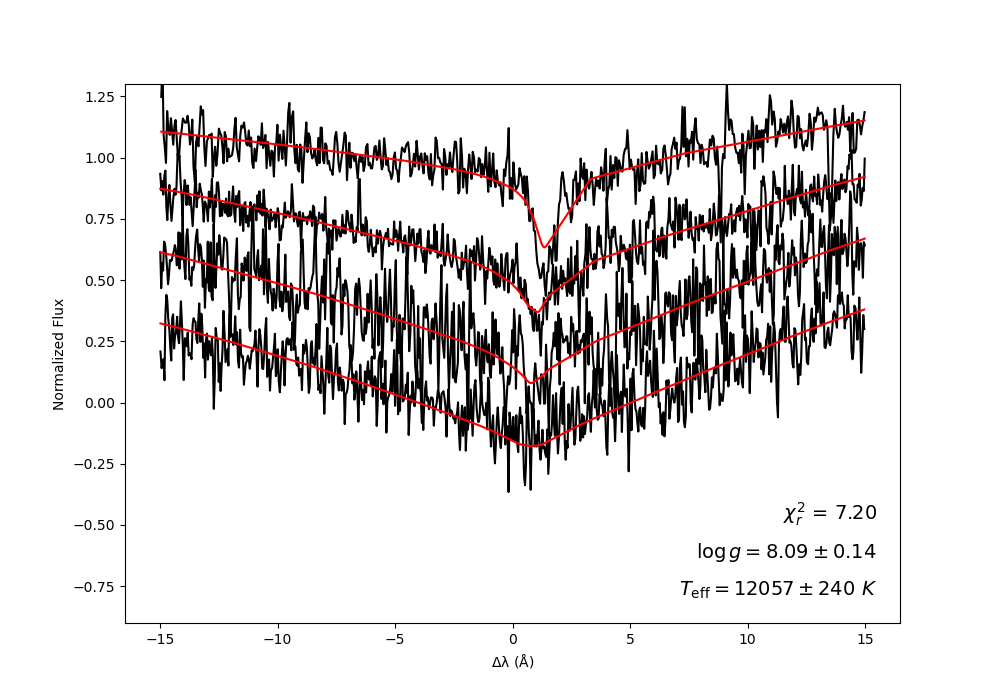 1.25
1.00
0.75
0.50
0.25
0.00
−0.25
−0.50
−0.75
Normalized Flux
χ²ᵣ = 7.20
log g = 8.09 ± 0.14
T_eff = 12057 ± 240 K
−15 −10 −5 0 5 10 15
Δλ (Å)